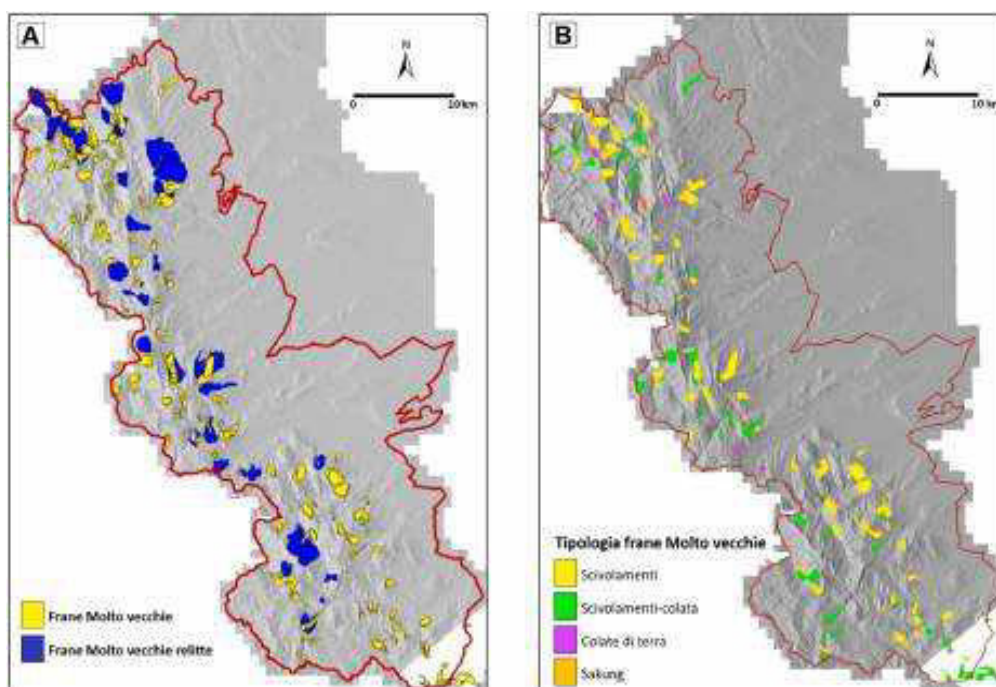 A
N
0
10 km
Frane Molto vecchie
Frane Molto vecchie relitte
B
N
0
10 km
Tipologia frane Molto vecchie
Scivolamenti
Scivolamenti-colata
Colate di terra
Sakung